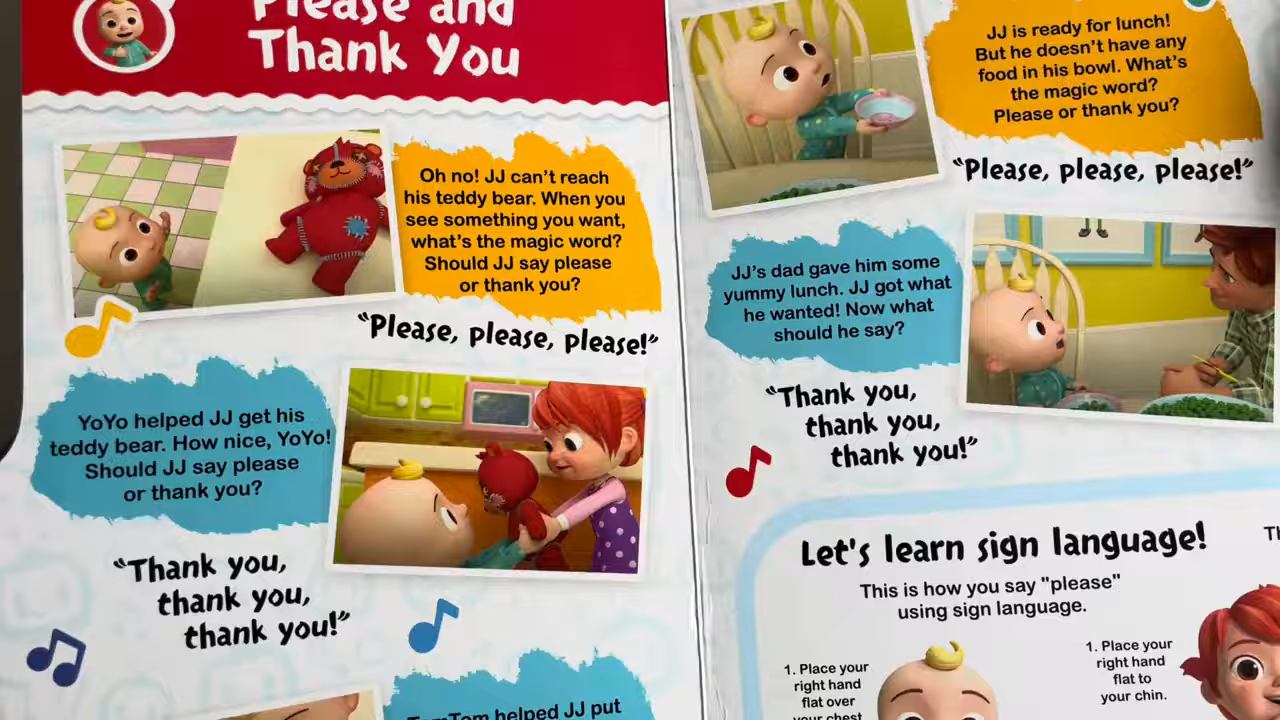 Please and
Thank You
Oh no! JJ can't reach
his teddy bear. When you
see something you want,
what's the magic word?
Should JJ say please
or thank you?
"Please, please, please!"
YoYo helped JJ get his
teddy bear. How nice, YoYo!
Should JJ say please
or thank you?
"Thank you,
thank you,
thank you!"
TomTom helped JJ put
JJ is ready for lunch!
But he doesn't have any
food in his bowl. What's
the magic word?
Please or thank you?
"Please, please, please!"
JJ's dad gave him some
yummy lunch. JJ got what
he wanted! Now what
should he say?
"Thank you,
thank you,
thank you!"
Let's learn sign language!
This is how you say "please"
using sign language.
1. Place your
right hand
flat over
your chest
1. Place your
right hand
flat to
your chin.